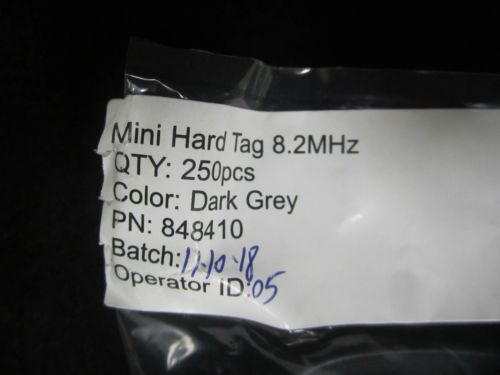 Mini Hard Tag 8.2MHz
QTY: 250pcs
Color: Dark Grey
PN: 848410
Batch: 11-10-18
Operator ID: 05